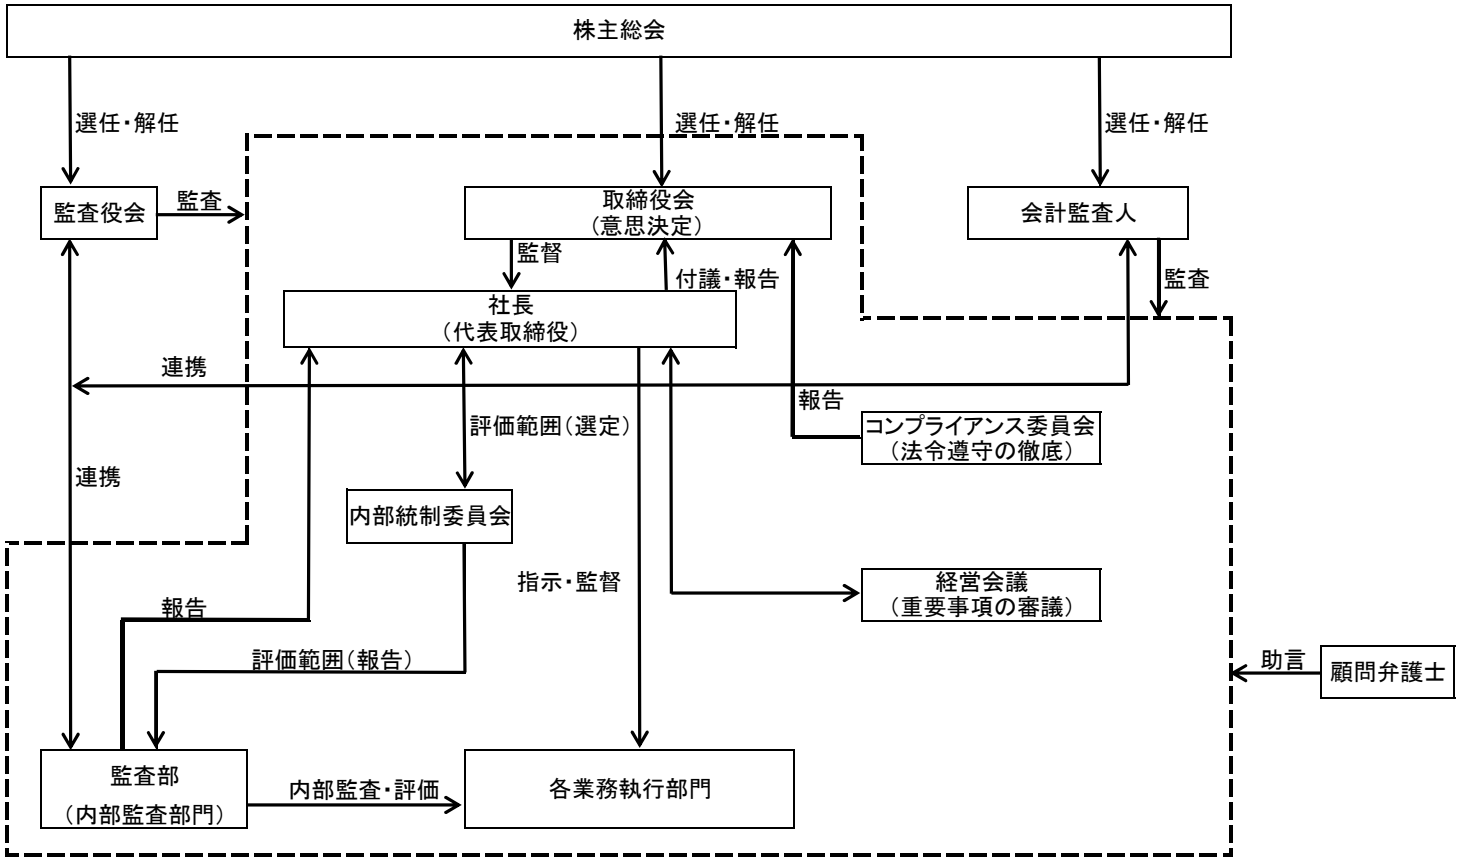 株主総会
選任・解任
選任・解任
選任・解任
監査役会
監査
取締役会
(意思決定)
会計監査人
監督
付議・報告
監査
社長
(代表取締役)
連携
報告
評価範囲(選定)
コンプライアンス委員会
(法令遵守の徹底)
連携
内部統制委員会
指示・監督
経営会議
(重要事項の審議)
報告
評価範囲(報告)
助言
顧問弁護士
監査部
(内部監査部門)
内部監査・評価
各業務執行部門